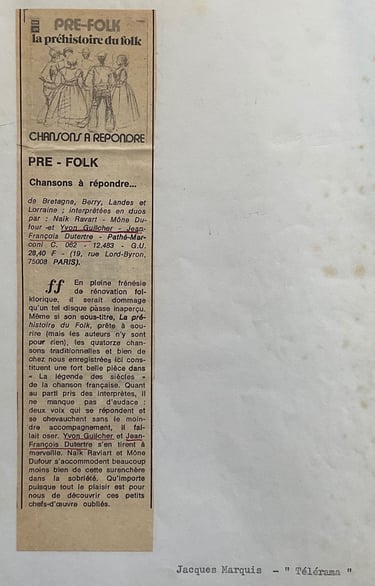 PRE-FOLK
la préhistoire du folk
CHANSONS A REPONDRE
PRE - FOLK
Chansons à répondre...
de Bretagne, Berry, Landes et
Lorraine ; interprétées en duos
par : Naïk Raviart - Mône Du-
four et Yvon Guilcher - Jean-
François Dutertre - Pathé-Mar-
coni C. 062 - 12.483 - G.U.
28,40 F - (19, rue Lord-Byron,
75008 PARIS).
ff En pleine frénésie
de rénovation fol-
klorique, il serait dommage
qu'un tel disque passe inaperçu.
Même si son sous-titre, La pré-
histoire du Folk, prête à sou-
rire (mais les auteurs n'y sont
pour rien), les quatorze chan-
sons traditionnelles et bien de
chez nous enregistrées ici cons-
tituent une fort belle pièce dans
« La légende des siècles »
de la chanson française. Quant
au parti pris des interprètes, il
ne manque pas d'audace :
deux voix qui se répondent et
se chevauchent sans le moin-
dre accompagnement, il fal-
lait oser. Yvon Guilcher et Jean-
François Dutertre s'en tirent à
merveille. Naïk Raviart et Mône
Dufour s'accommodent beaucoup
moins bien de cette surenchère
dans la sobriété. Qu'importe
puisque tout le plaisir est pour
nous de découvrir ces petits
chefs-d'œuvre oubliés.
Jacques Marquis - " Télérama "